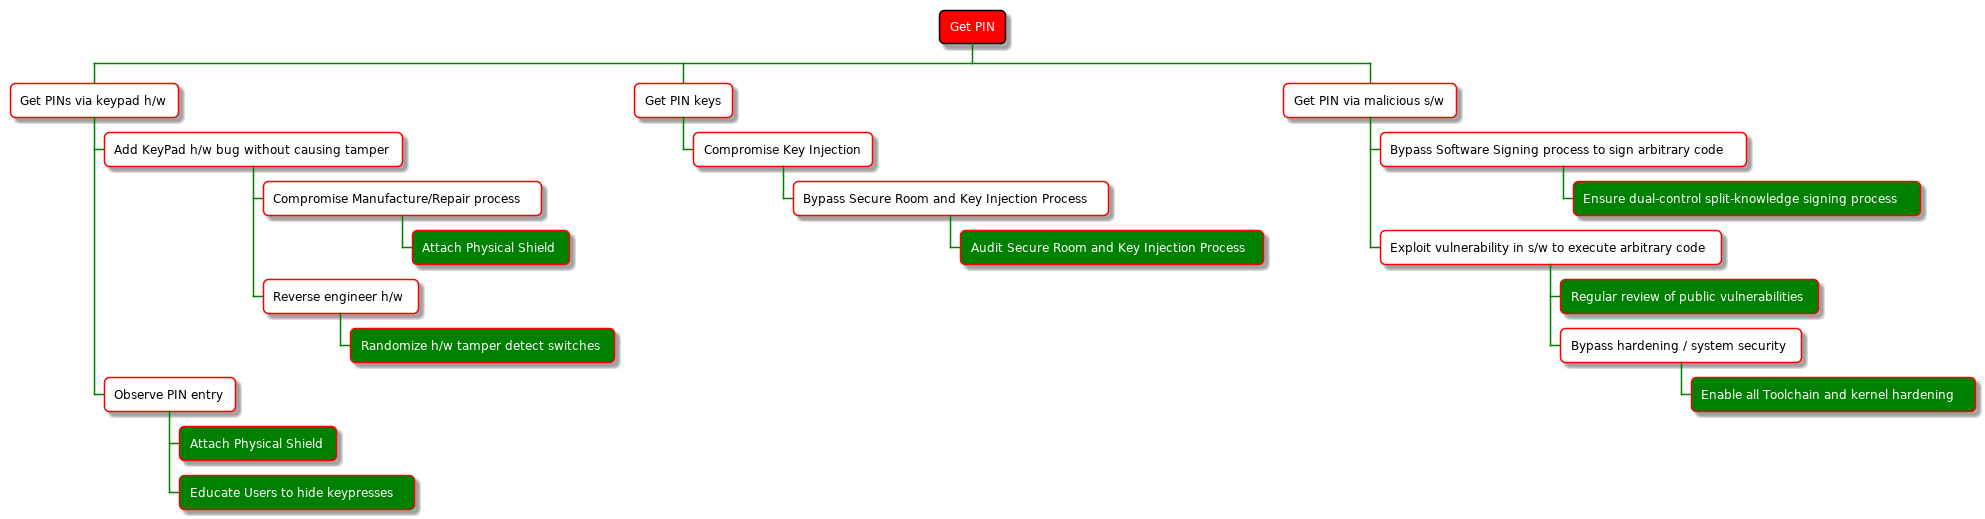 Get PIN
Get PINs via keypad h/w
Add KeyPad h/w bug without causing tamper
Compromise Manufacture/Repair process
Attach Physical Shield
Reverse engineer h/w
Randomize h/w tamper detect switches
Observe PIN entry
Attach Physical Shield
Educate Users to hide keypresses
Get PIN keys
Compromise Key Injection
Bypass Secure Room and Key Injection Process
Audit Secure Room and Key Injection Process
Get PIN via malicious s/w
Bypass Software Signing process to sign arbitrary code
Ensure dual-control split-knowledge signing process
Exploit vulnerability in s/w to execute arbitrary code
Regular review of public vulnerabilities
Bypass hardening / system security
Enable all Toolchain and kernel hardening